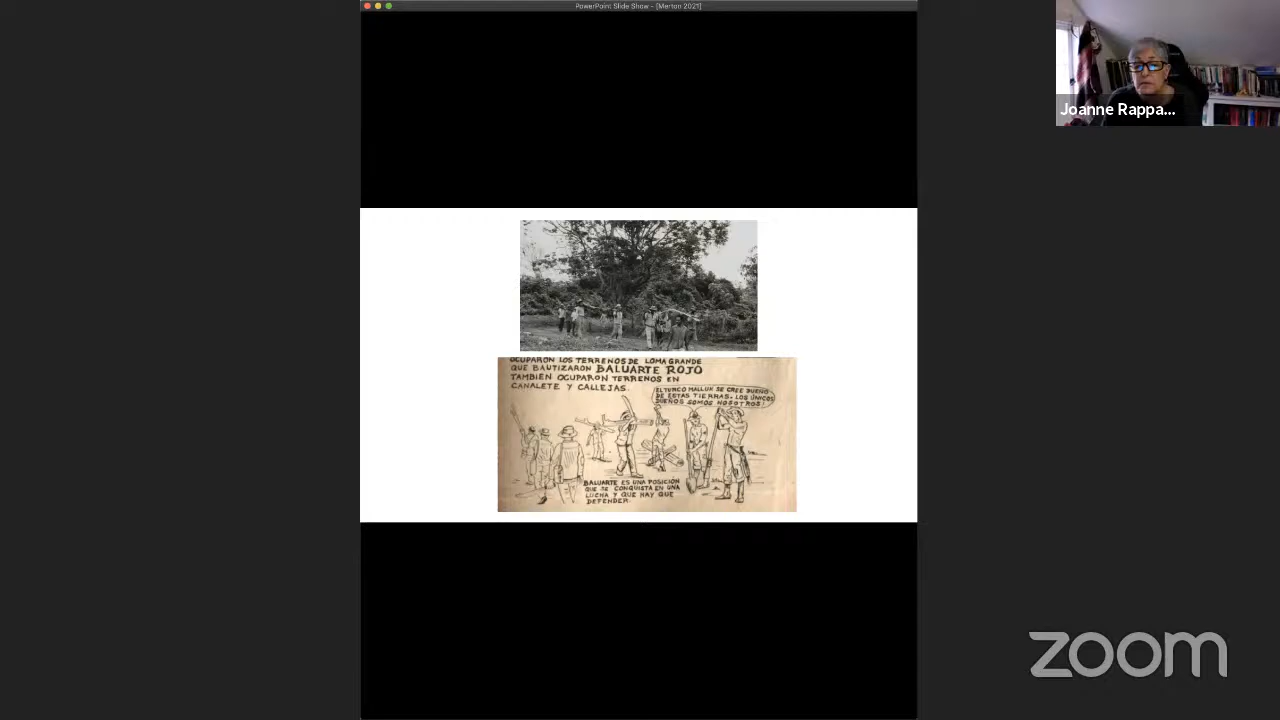 PowerPoint Slide Show - [Merton 2021]
Joanne Rappa...
OCUPARON LOS TERRENOS DE LOMA GRANDE
QUE BAUTIZARON BALUARTE ROJO
TAMBIEN OCUPARON TERRENOS EN
CANALETE Y CALLEJAS.
EL TURCO MALLUK SE CREE DUEÑO
DE ESTAS TIERRAS. LOS ÚNICOS
DUEÑOS SOMOS NOSOTROS!
BALUARTE ES UNA POSICIÓN
QUE SE CONQUISTA EN UNA
LUCHA Y QUE HAY QUE
DEFENDER.
zoom